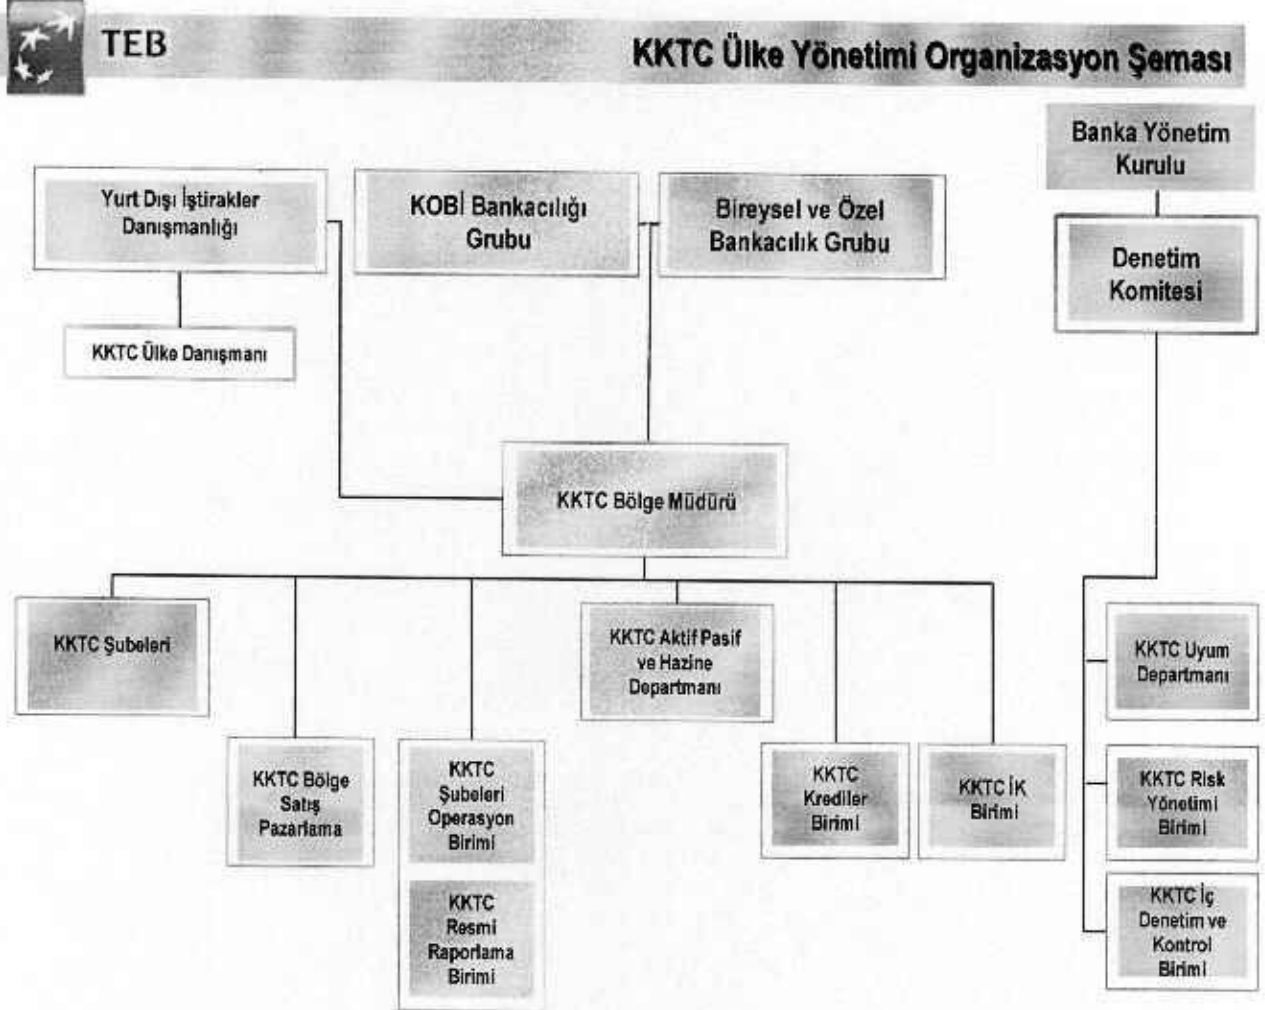 TEB
KKTC Ülke Yönetimi Organizasyon Şeması
Banka Yönetim
Kurulu
Yurt Dışı İştirakler
Danışmanlığı
KOBİ Bankacılığı
Grubu
Bireysel ve Özel
Bankacılık Grubu
Denetim
Komitesi
KKTC Ülke Danışmanı
KKTC Bölge Müdürü
KKTC Şubeleri
KKTC Aktif Pasif
ve Hazine
Departmanı
KKTC Uyum
Departmanı
KKTC Bölge
Satış
Pazarlama
KKTC
Şubeleri
Operasyon
Birimi
KKTC
Krediler
Birimi
KKTC İK
Birimi
KKTC Risk
Yönetimi
Birimi
KKTC
Resmi
Raporlama
Birimi
KKTC İç
Denetim ve
Kontrol
Birimi